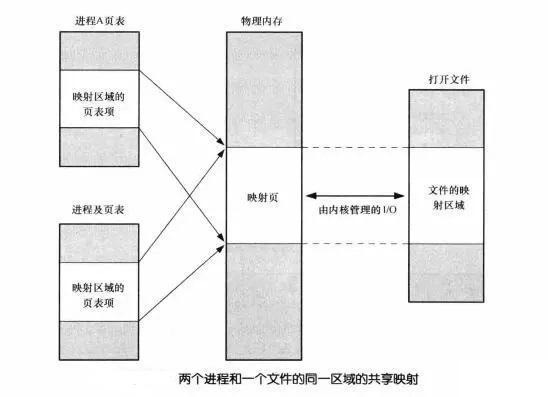 进程A页表
映射区域的
页表项
进程及页表
映射区域的
页表项
物理内存
映射页
由内核管理的I/O
打开文件
文件的映
射区域
两个进程和一个文件的同一区域的共享映射